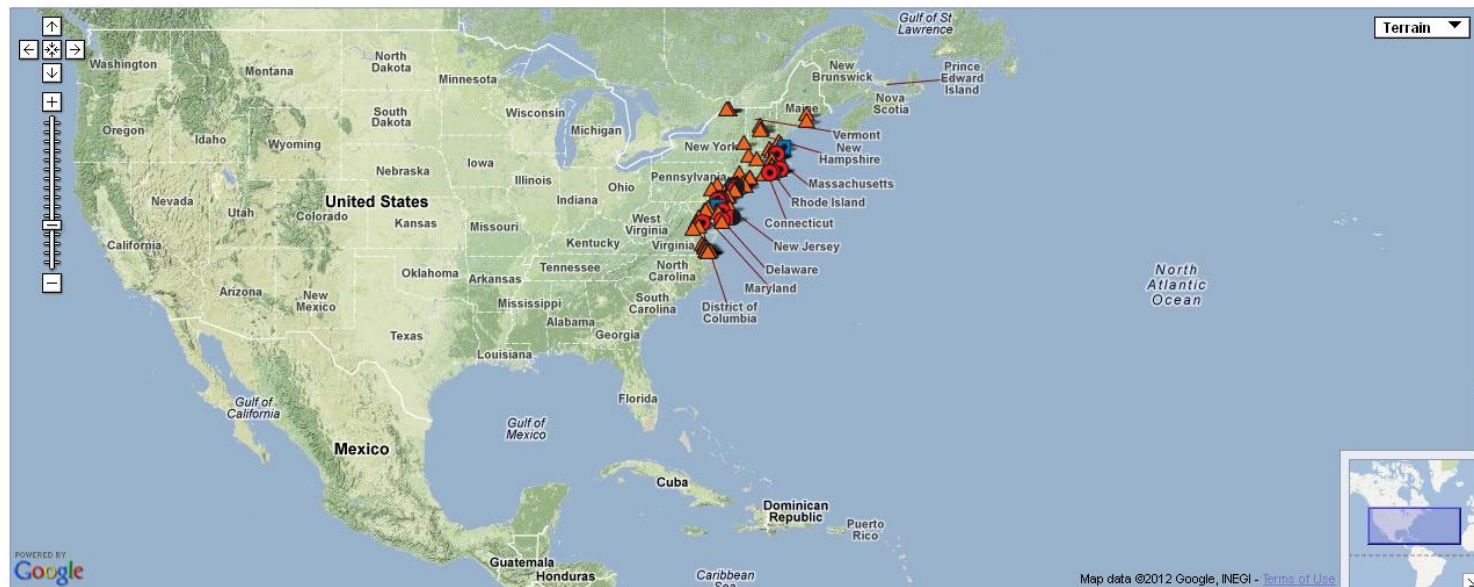 Gulf of St
Lawrence
Terrain
Washington
Montana
North
Dakota
Minnesota
New
Brunswick
Prince
Edward
Island
Nova
Scotia
Maine
Oregon
Idaho
Wyoming
South
Dakota
Wisconsin
Michigan
New York
Vermont
New
Hampshire
Nebraska
Iowa
Illinois
Indiana
Ohio
Pennsylvania
Massachusetts
Rhode Island
Connecticut
Nevada
Utah
Colorado
United States
Kansas
Missouri
West
Virginia
Virginia
Kentucky
New Jersey
California
Delaware
Maryland
District of
Columbia
Arizona
New
Mexico
Oklahoma
Arkansas
Tennessee
North
Carolina
South
Carolina
Mississippi
Alabama
Georgia
Texas
Louisiana
Florida
North
Atlantic
Ocean
Gulf of
California
Gulf of
Mexico
Mexico
Cuba
Dominican
Republic
Puerto
Rico
Guatemala
Honduras
Caribbean
Sea
POWERED BY
Google
Map data ©2012 Google, INEGI - Terms of Use